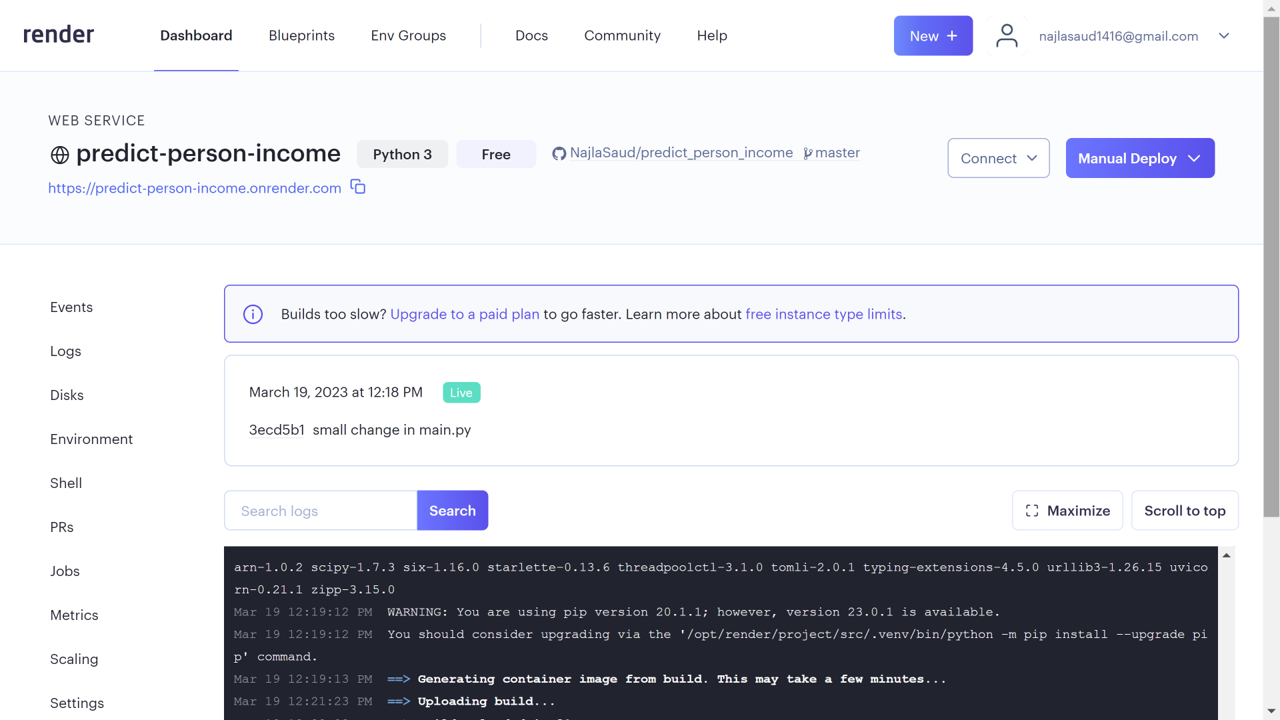 render
Dashboard
Blueprints
Env Groups
Docs
Community
Help
New +
najlasaud1416@gmail.com
WEB SERVICE
predict-person-income
Python 3
Free
NajlaSaud/predict_person_income
master
Connect
Manual Deploy
https://predict-person-income.onrender.com
Events
Logs
Disks
Environment
Shell
PRs
Jobs
Metrics
Scaling
Settings
Builds too slow? Upgrade to a paid plan to go faster. Learn more about free instance type limits.
March 19, 2023 at 12:18 PM
Live
3ecd5b1 small change in main.py
Search logs
Search
Maximize
Scroll to top
arn-1.0.2 scipy-1.7.3 six-1.16.0 starlette-0.13.6 threadpoolctl-3.1.0 tomli-2.0.1 typing-extensions-4.5.0 urllib3-1.26.15 uvico
rn-0.21.1 zipp-3.15.0
Mar 19 12:19:12 PM WARNING: You are using pip version 20.1.1; however, version 23.0.1 is available.
Mar 19 12:19:12 PM You should consider upgrading via the '/opt/render/project/src/.venv/bin/python -m pip install --upgrade pi
p' command.
Mar 19 12:19:13 PM ==> Generating container image from build. This may take a few minutes...
Mar 19 12:21:23 PM ==> Uploading build...